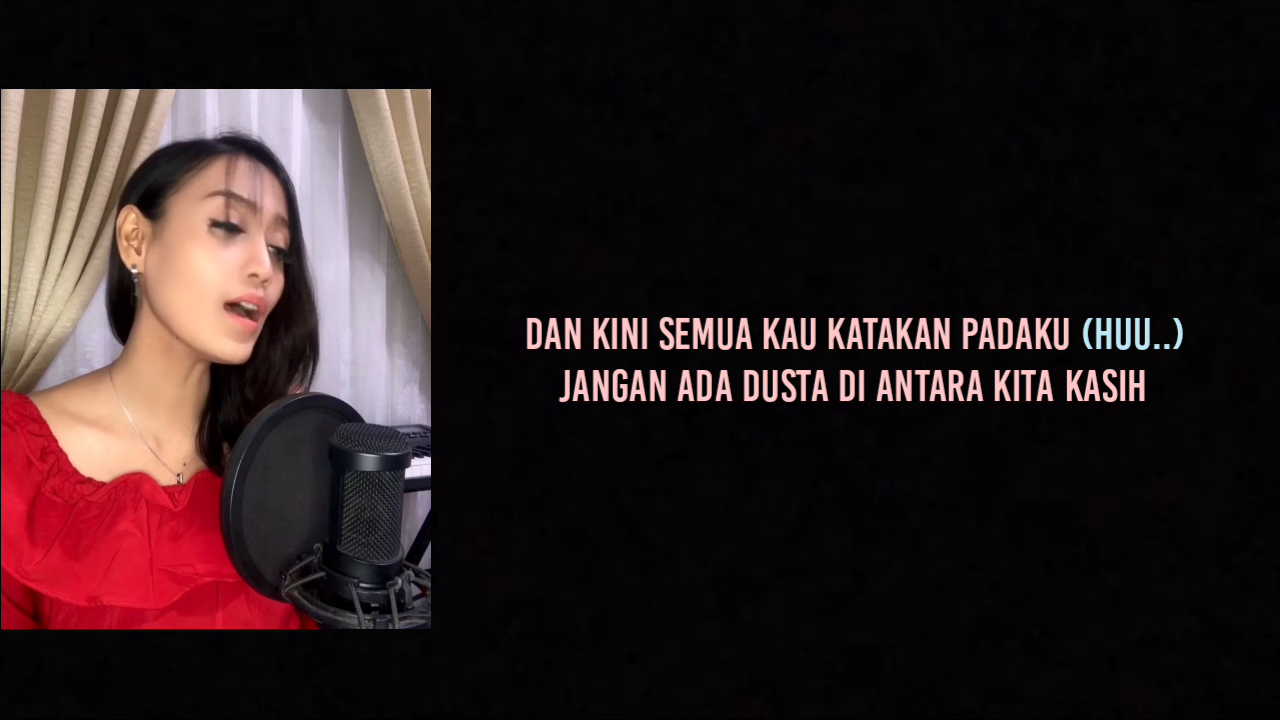 DAN KINI SEMUA KAU KATAKAN PADAKU (HUU..)
JANGAN ADA DUSTA DI ANTARA KITA KASIH